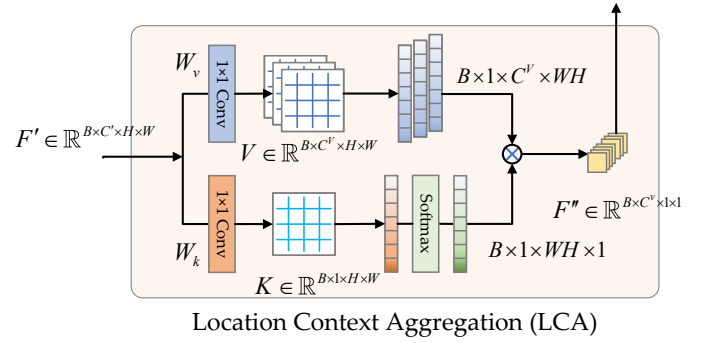 W_v
1×1 Conv
B×1×C^V×WH
F′ ∈ ℝ^{B×C′×H×W}
V ∈ ℝ^{B×C^V×H×W}
1×1 Conv
Softmax
F″ ∈ ℝ^{B×C^v×1×1}
W_k
B×1×WH×1
K ∈ ℝ^{B×1×H×W}
Location Context Aggregation (LCA)